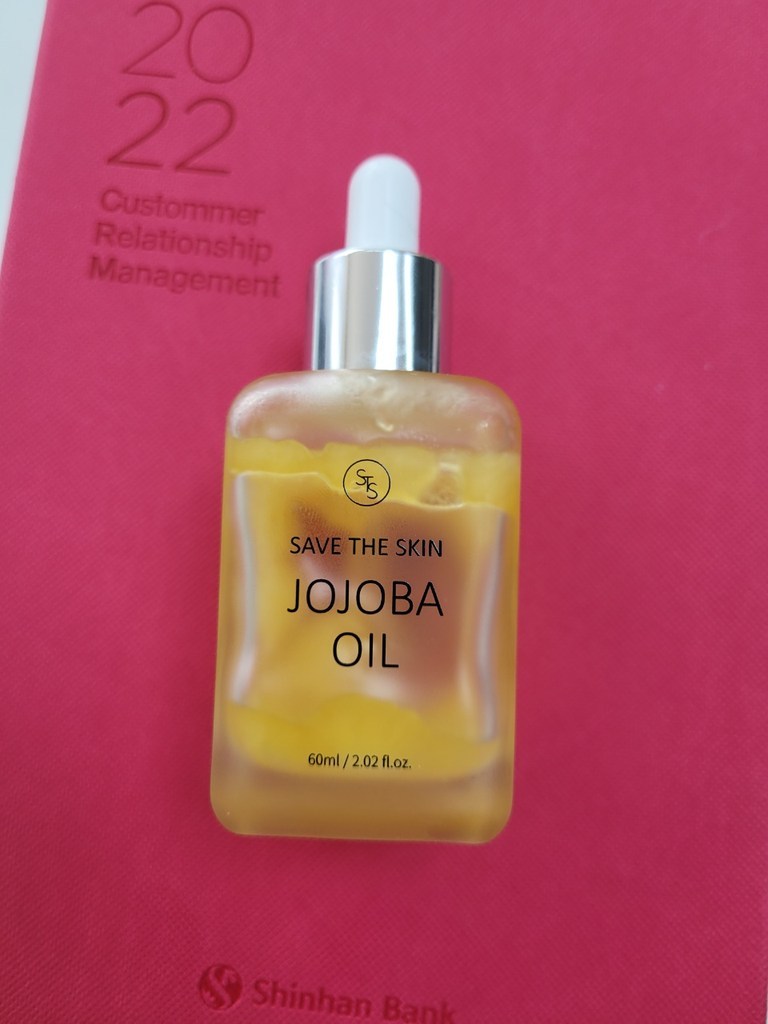 20
22
Custommer
Relationship
Management
STS
SAVE THE SKIN
JOJOBA
OIL
60ml / 2.02 fl.oz.
Shinhan Bank